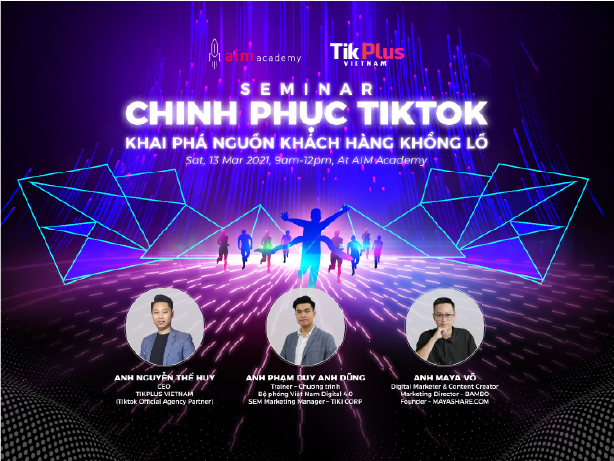 aim academy
TikPlus
VIETNAM
SEMINAR
CHINH PHỤC TIKTOK
KHAI PHÁ NGUỒN KHÁCH HÀNG KHỔNG LỒ
Sat, 13 Mar 2021, 9am-12pm, At AIM Academy
ANH NGUYỄN THẾ HUY
CEO
TIKPLUS VIETNAM
(Tiktok Official Agency Partner)
ANH PHẠM DUY ANH DŨNG
Trainer - Chương trình
Bệ phóng Việt Nam Digital 4.0
SEM Marketing Manager - TIKI CORP
ANH MAYA VÕ
Digital Marketer & Content Creator
Marketing Director - BAMBO
Founder - MAYASHARE.COM